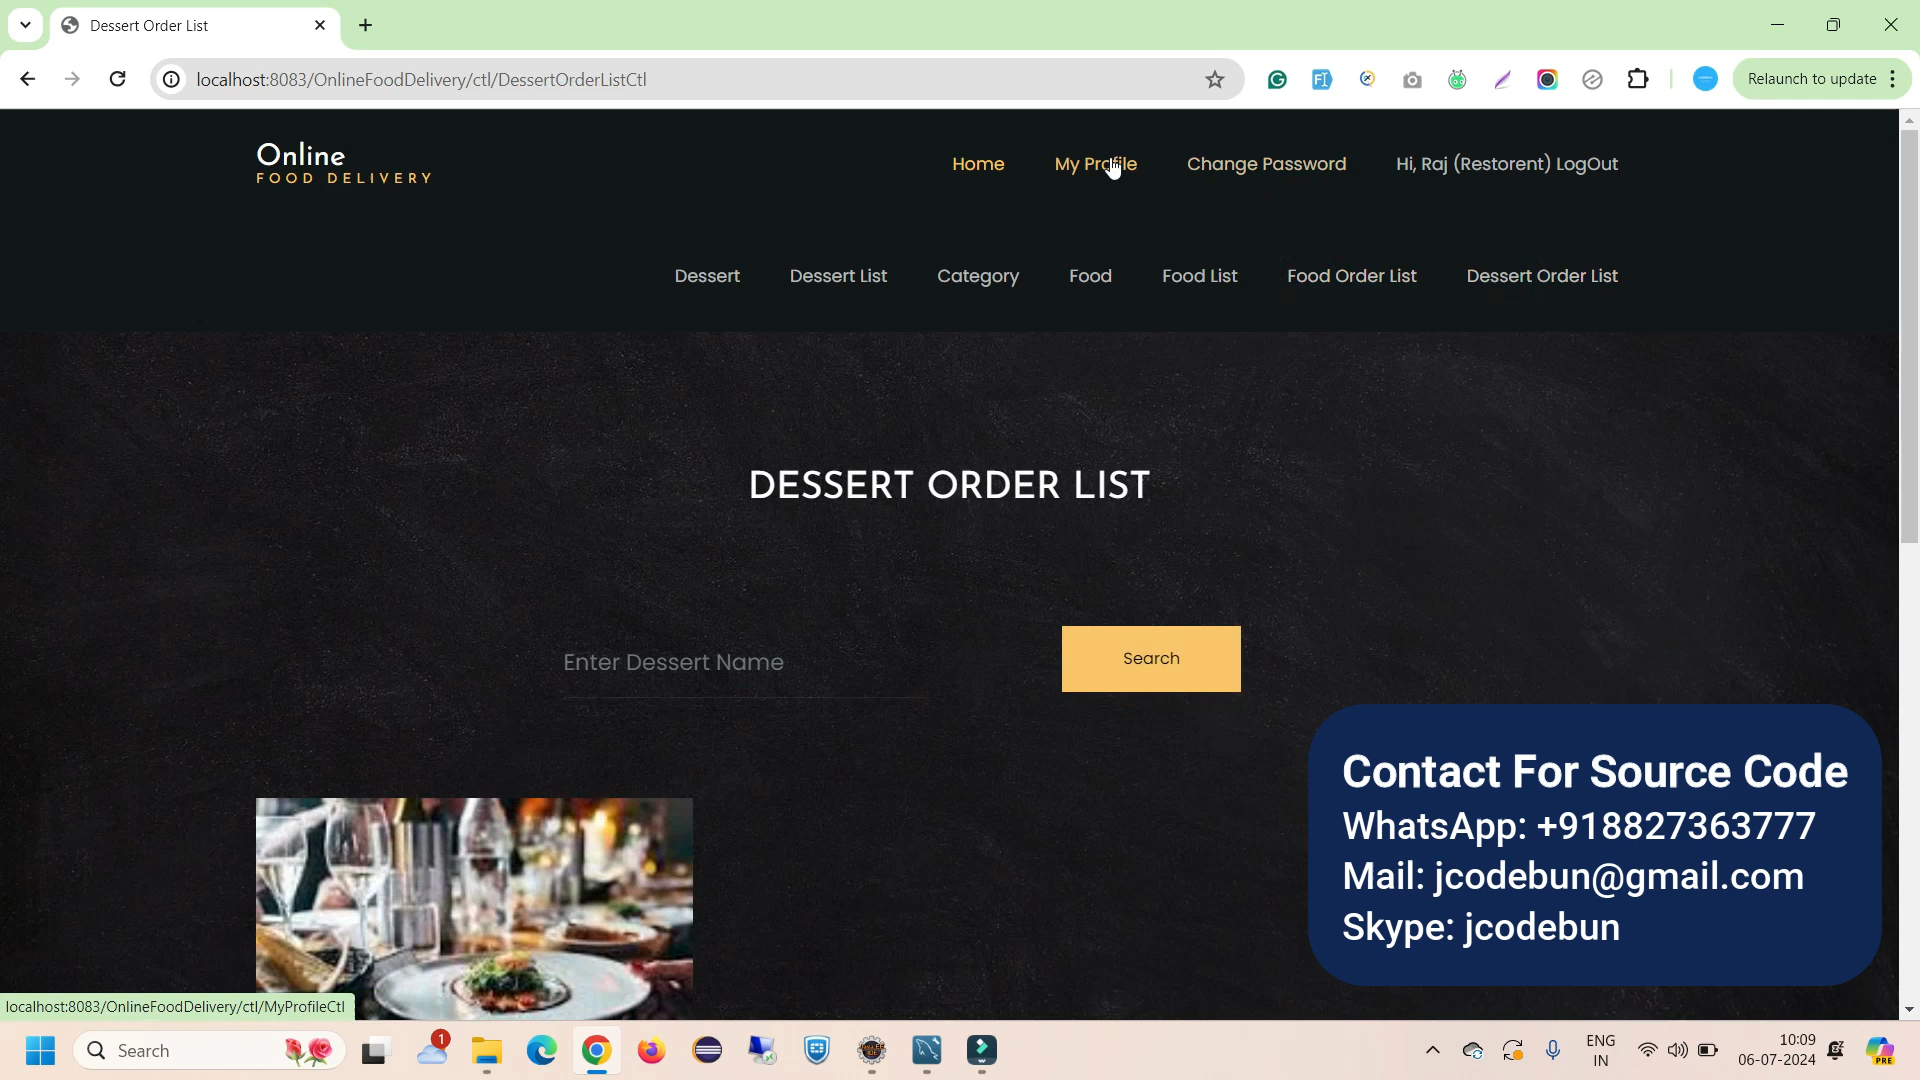 Dessert Order List
localhost:8083/OnlineFoodDelivery/ctl/DessertOrderListCtl
Relaunch to update
Online
FOOD DELIVERY
Home My Profile Change Password Hi, Raj (Restorent) LogOut
Dessert Dessert List Category Food Food List Food Order List Dessert Order List
DESSERT ORDER LIST
Enter Dessert Name
Search
Contact For Source Code
WhatsApp: +918827363777
Mail: jcodebun@gmail.com
Skype: jcodebun
localhost:8083/OnlineFoodDelivery/ctl/MyProfileCtl
Search
1
ENG
IN
10:09
06-07-2024
PRE